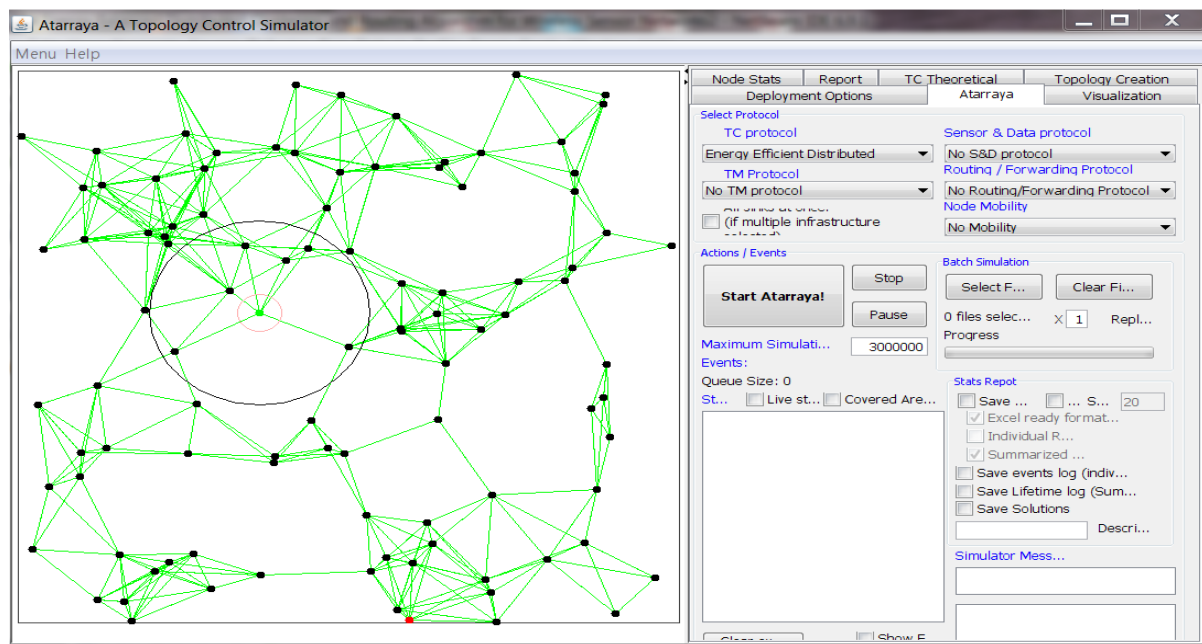 Atarraya - A Topology Control Simulator
Menu Help
Node Stats
Report
TC Theoretical
Topology Creation
Deployment Options
Atarraya
Visualization
Select Protocol
TC protocol
Sensor & Data protocol
Energy Efficient Distributed
No S&D protocol
TM Protocol
Routing / Forwarding Protocol
No TM protocol
No Routing/Forwarding Protocol
Node Mobility
(if multiple infrastructure
No Mobility
Actions / Events
Batch Simulation
Start Atarraya!
Stop
Select F...
Clear Fi...
Pause
0 files selec...
X 1
Repl...
Progress
Maximum Simulati...
3000000
Events:
Queue Size: 0
Stats Repot
St...
Live st...
Covered Are...
Save ...
... S...
20
Excel ready format...
Individual R...
Summarized ...
Save events log (indiv...
Save Lifetime log (Sum...
Save Solutions
Descri...
Simulator Mess...